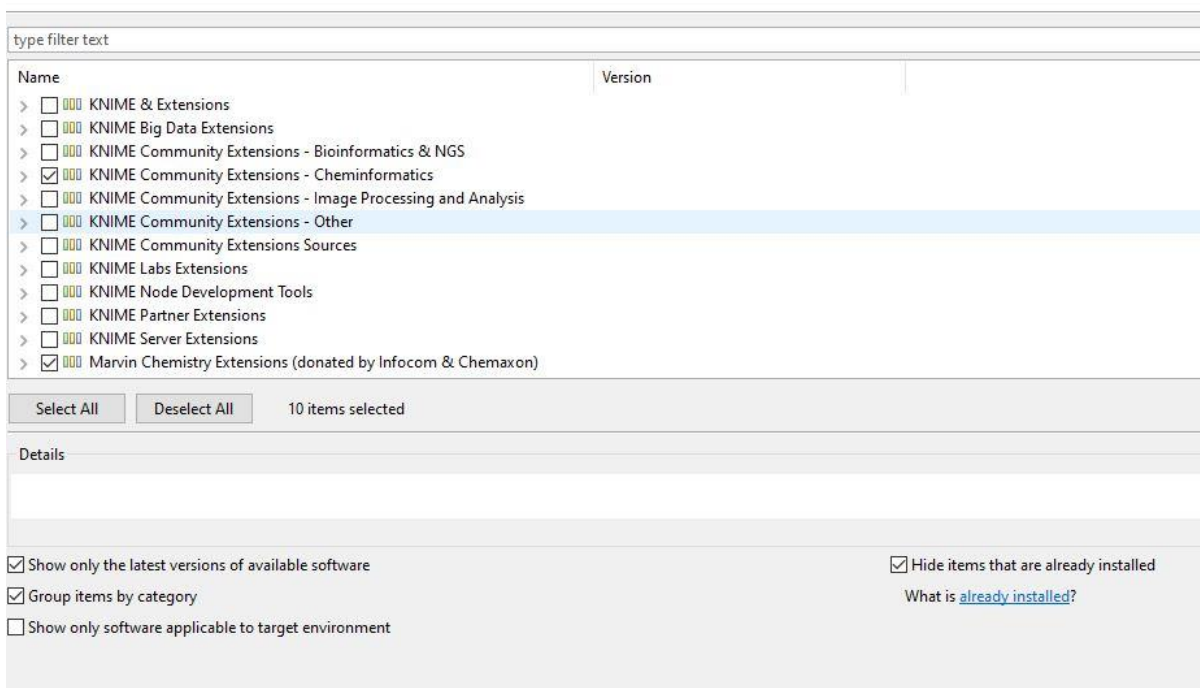 type filter text
Name Version
KNIME & Extensions
KNIME Big Data Extensions
KNIME Community Extensions - Bioinformatics & NGS
KNIME Community Extensions - Cheminformatics
KNIME Community Extensions - Image Processing and Analysis
KNIME Community Extensions - Other
KNIME Community Extensions Sources
KNIME Labs Extensions
KNIME Node Development Tools
KNIME Partner Extensions
KNIME Server Extensions
Marvin Chemistry Extensions (donated by Infocom & Chemaxon)
Select All Deselect All 10 items selected
Details
Show only the latest versions of available software Hide items that are already installed
Group items by category What is already installed?
Show only software applicable to target environment